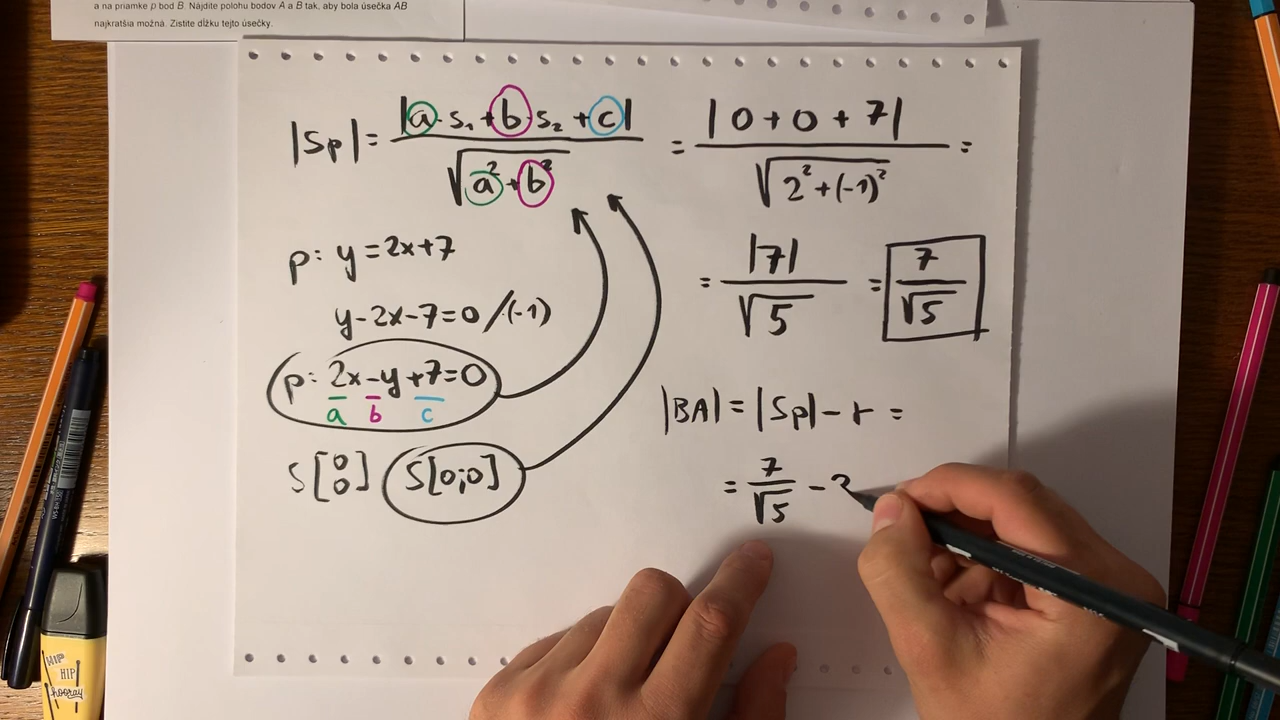 a na priamke p bod B. Nájdite polohu bodov A a B tak, aby bola úsečka AB
najkratšia možná. Zistite dĺžku tejto úsečky.
|Sp| = |a·s₁+b·s₂+c| / √(a²+b²) = |0+0+7| / √(2²+(-1)²) =
= |7| / √5 = 7/√5
p: y=2x+7
y-2x-7=0 /·(-1)
p: 2x-y+7=0
a b c
S[0 0] S[0;0]
|BA| = |Sp| - r =
= 7/√5 - 2
HIP
HIP
hooray